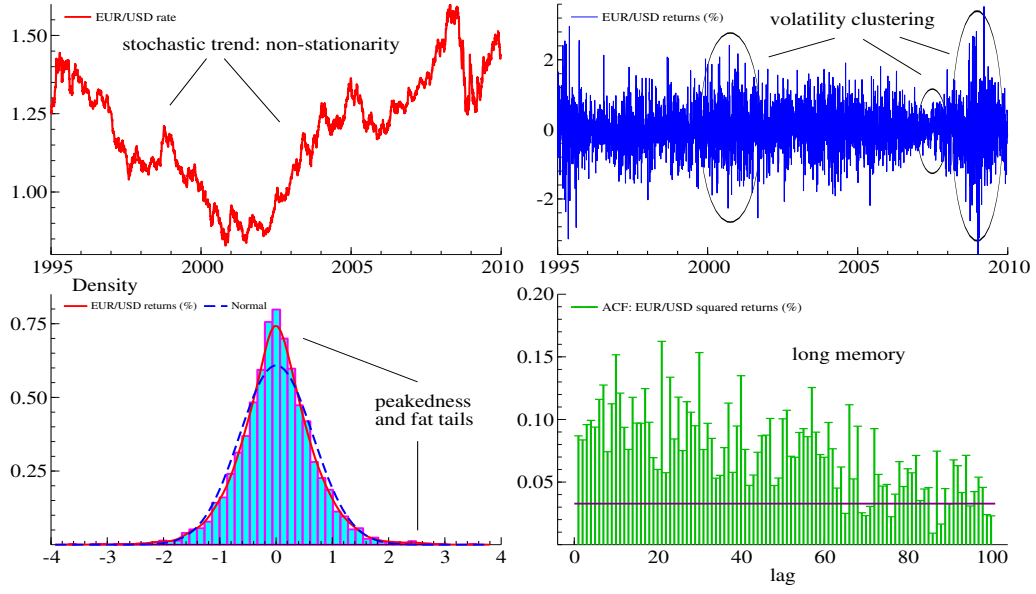 EUR/USD rate
stochastic trend: non-stationarity
1.50
1.25
1.00
1995 2000 2005 2010
EUR/USD returns (%)
volatility clustering
2
0
-2
1995 2000 2005 2010
Density
EUR/USD returns (%) Normal
0.75
0.50
0.25
peakedness
and fat tails
-4 -3 -2 -1 0 1 2 3 4
0.20
ACF: EUR/USD squared returns (%)
long memory
0.15
0.10
0.05
0 20 40 60 80 100
lag